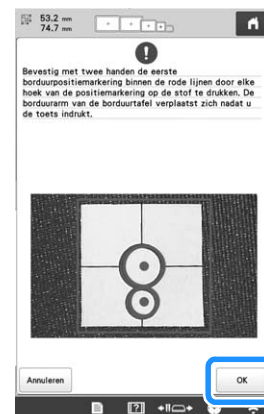 53.2 mm
74.7 mm
Bevestig met twee handen de eerste
borduurpositiemarkering binnen de rode lijnen door elke
hoek van de positiemarkering op de stof te drukken. De
borduurarm van de borduurtafel verplaatst zich nadat u
de toets indrukt.
Annuleren
OK